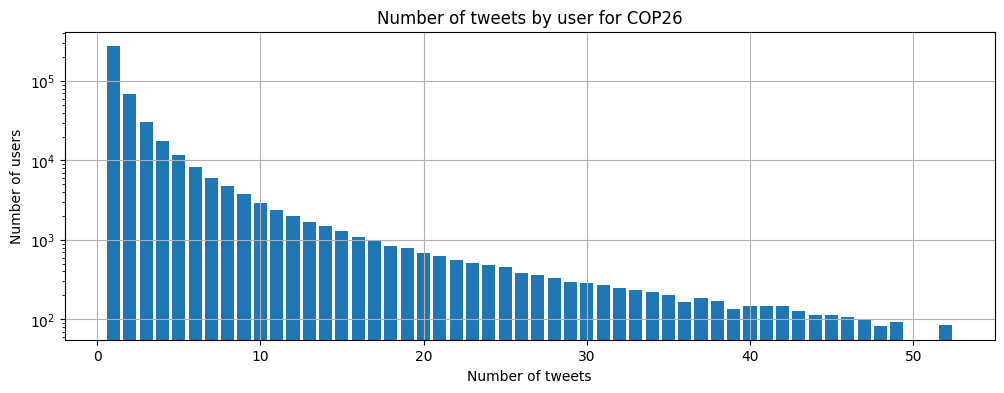 Number of tweets by user for COP26
Number of users
10^5
10^4
10^3
10^2
0 10 20 30 40 50
Number of tweets